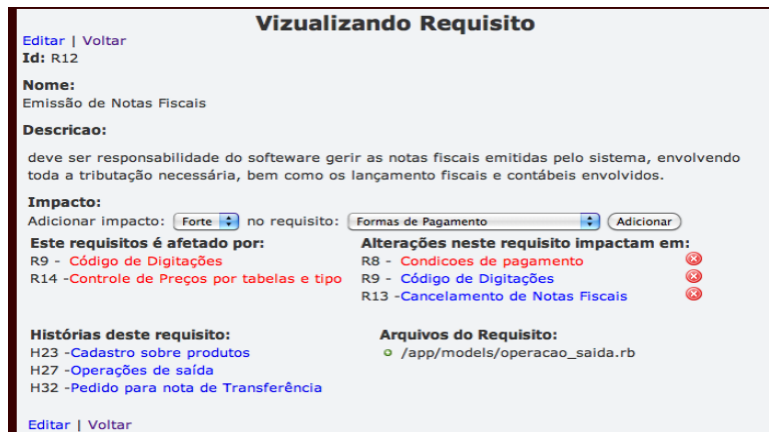 Vizualizando Requisito
Editar | Voltar
Id: R12
Nome:
Emissão de Notas Fiscais
Descricao:
deve ser responsabilidade do softeware gerir as notas fiscais emitidas pelo sistema, envolvendo
toda a tributação necessária, bem como os lançamento fiscais e contábeis envolvidos.
Impacto:
Adicionar impacto: Forte no requisito: Formas de Pagamento Adicionar
Este requisitos é afetado por:
R9 - Código de Digitações
R14 -Controle de Preços por tabelas e tipo
Alterações neste requisito impactam em:
R8 - Condicoes de pagamento
R9 - Código de Digitações
R13 -Cancelamento de Notas Fiscais
Histórias deste requisito:
H23 -Cadastro sobre produtos
H27 -Operações de saída
H32 -Pedido para nota de Transferência
Arquivos do Requisito:
/app/models/operacao_saida.rb
Editar | Voltar